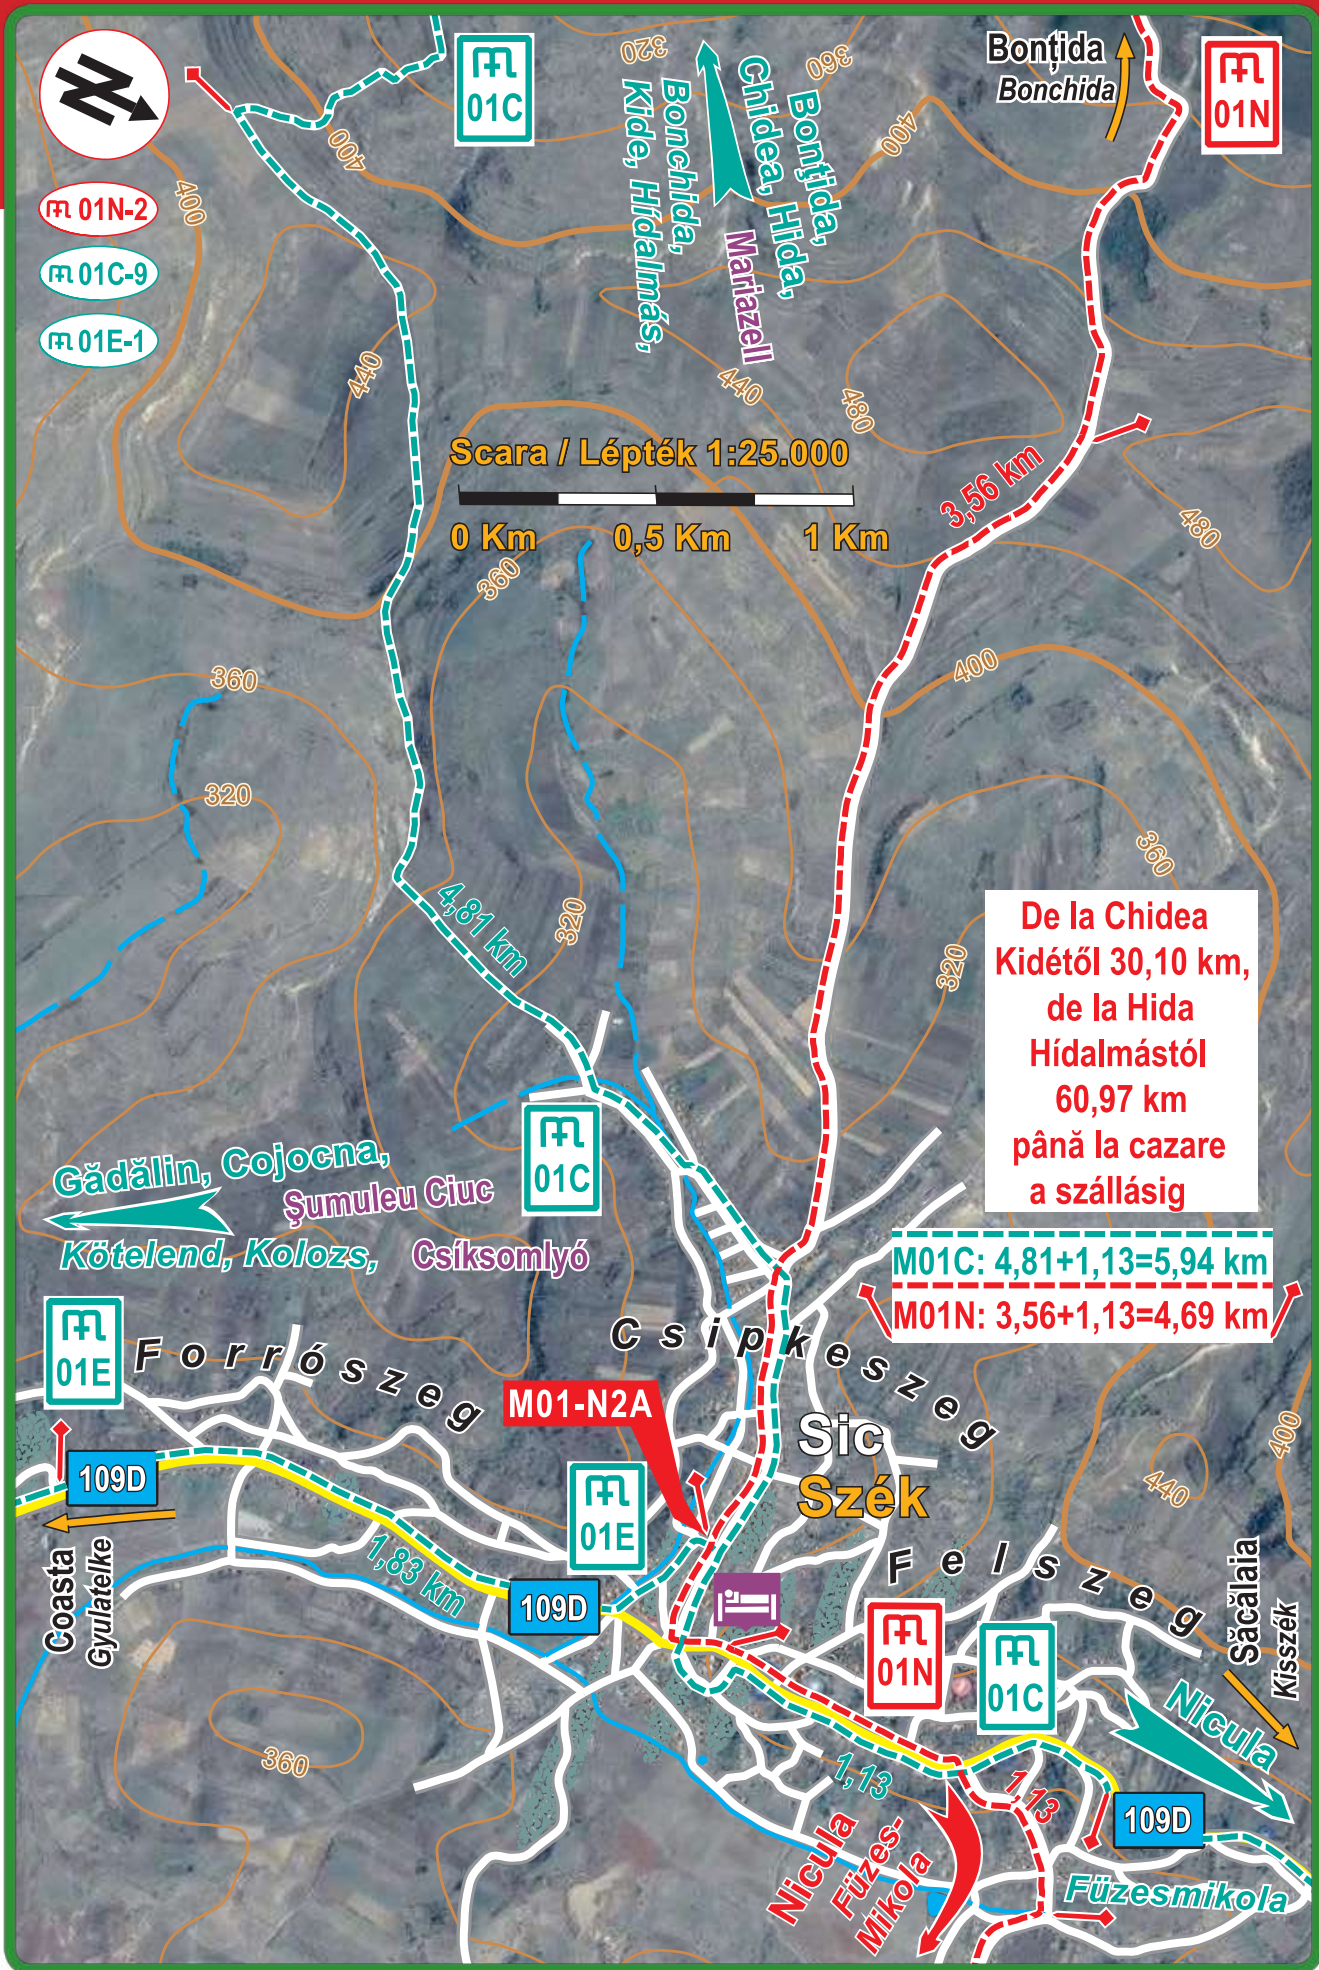 N
01C
01N
Bonțida
Bonchida
320
360
400
400
400
01N-2
01C-9
01E-1
Bonțida,
Chidea, Hida,
Mariazell
Bonchida,
Kide, Hídalmás,
440
440
480
Scara / Lépték 1:25.000
0 Km 0,5 Km 1 Km
3,56 km
480
360
400
360
320
360
4,81 km
320
320
De la Chidea
Kidétől 30,10 km,
de la Hida
Hídalmástól
60,97 km
până la cazare
a szállásig
01C
Gădălin, Cojocna,
Şumuleu Ciuc
Kötelend, Kolozs,
Csíksomlyó
M01C: 4,81+1,13=5,94 km
M01N: 3,56+1,13=4,69 km
01E
Forrószeg
Csipkeszeg
M01-N2A
Sic
Szék
400
440
109D
01E
1,83 km
109D
Coasta
Gyulatelke
Felszeg
Săcălaia
Kisszék
01N
01C
Nicula
360
1,13
1,13
109D
Nicula
Füzes-
Mikola
Füzesmikola